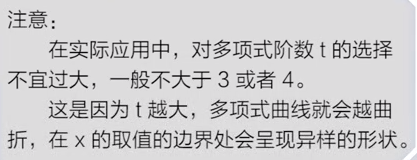 注意：
在实际应用中，对多项式阶数 t 的选择
不宜过大，一般不大于 3 或者 4。
这是因为 t 越大，多项式曲线就会越曲
折，在 x 的取值的边界处会呈现异样的形状。